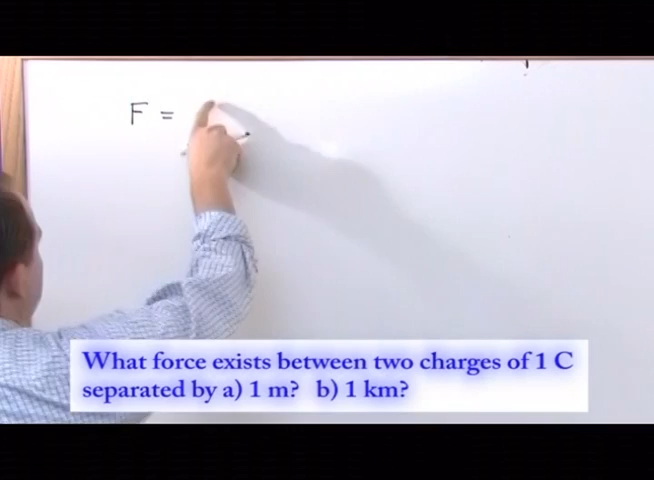 F =
What force exists between two charges of 1 C
separated by a) 1 m? b) 1 km?